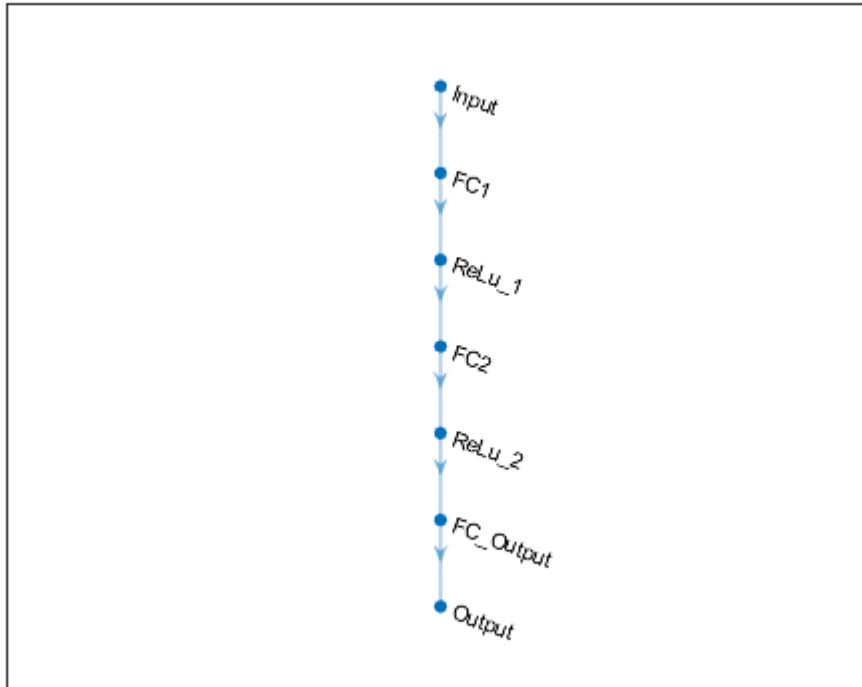 Input
FC1
ReLu_1
FC2
ReLu_2
FC_Output
Output